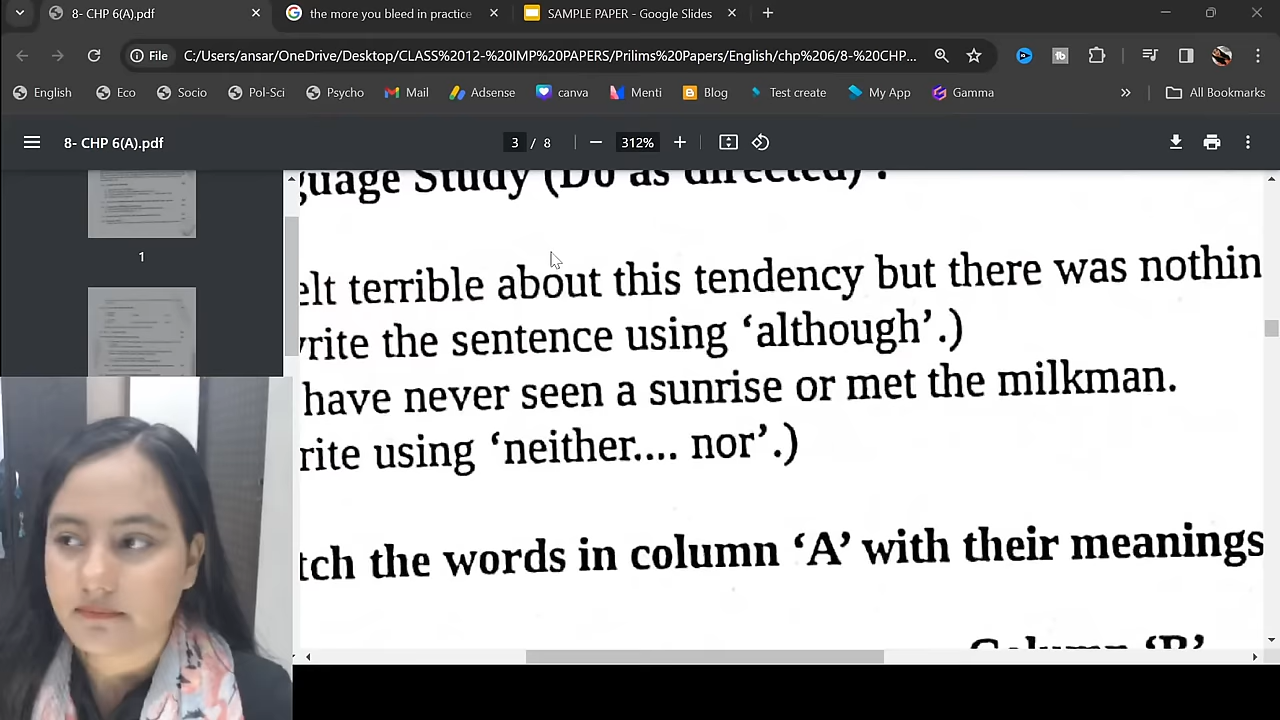 8- CHP 6(A).pdf
the more you bleed in practice
SAMPLE PAPER - Google Slides
File
C:/Users/ansar/OneDrive/Desktop/CLASS%2012-%20IMP%20PAPERS/Prilims%20Papers/English/chp%206/8-%20CHP...
English
Eco
Socio
Pol-Sci
Psycho
Mail
Adsense
canva
Menti
Blog
Test create
My App
Gamma
»
All Bookmarks
8- CHP 6(A).pdf
3 / 8
312%
1
guage Study (Do as directed) :
elt terrible about this tendency but there was nothin
write the sentence using ‘although’.)
have never seen a sunrise or met the milkman.
rite using ‘neither.... nor’.)
tch the words in column ‘A’ with their meanings
Column ‘B’